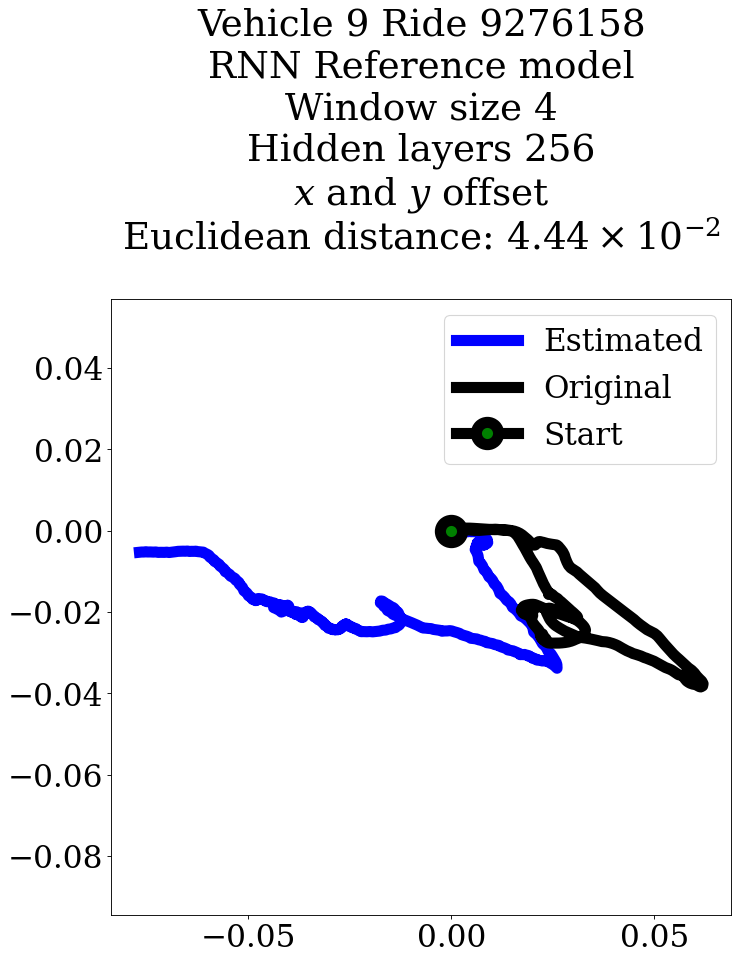 Vehicle 9 Ride 9276158
RNN Reference model
Window size 4
Hidden layers 256
x and y offset
Euclidean distance: 4.44 × 10⁻²
Estimated
Original
Start
0.04
0.02
0.00
−0.02
−0.04
−0.06
−0.08
−0.05 0.00 0.05